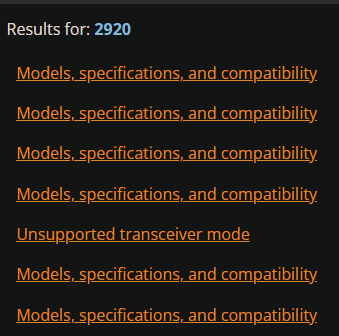 Results for: 2920
Models, specifications, and compatibility
Models, specifications, and compatibility
Models, specifications, and compatibility
Models, specifications, and compatibility
Unsupported transceiver mode
Models, specifications, and compatibility
Models, specifications, and compatibility